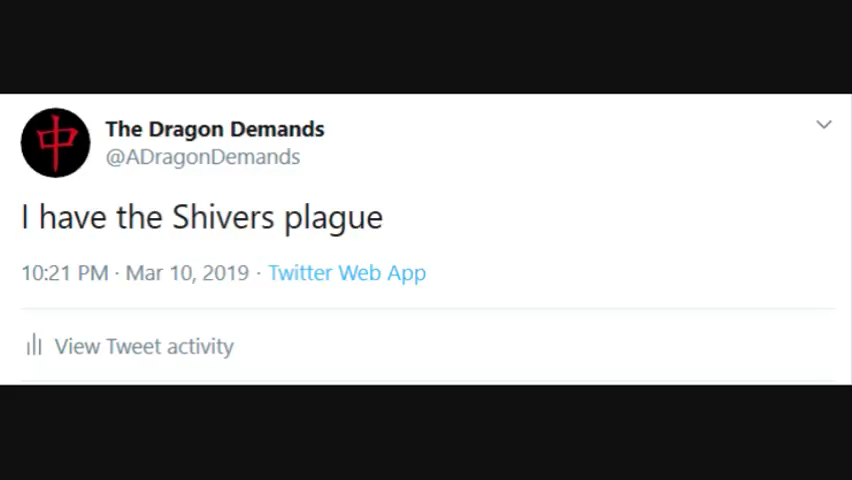 中
The Dragon Demands
@ADragonDemands
I have the Shivers plague
10:21 PM · Mar 10, 2019 · Twitter Web App
View Tweet activity